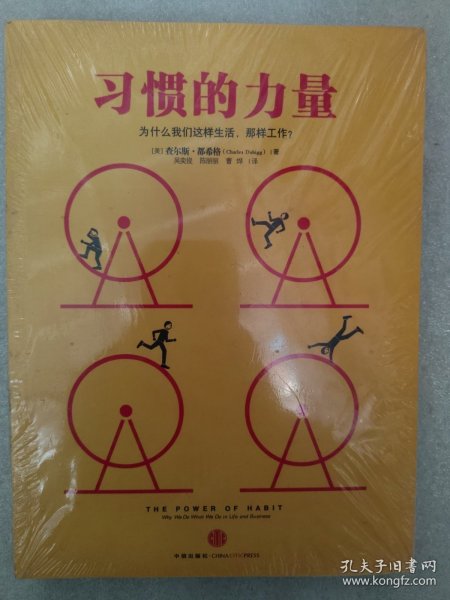 习惯的力量
为什么我们这样生活，那样工作？
[美] 查尔斯·都希格 (Charles Duhigg) 著
吴奕俊 陈丽丽 曹烨 译
THE POWER OF HABIT
Why We Do What We Do in Life and Business
中信出版社·CHINA CITIC PRESS
孔夫子旧书网
www.kongfz.com